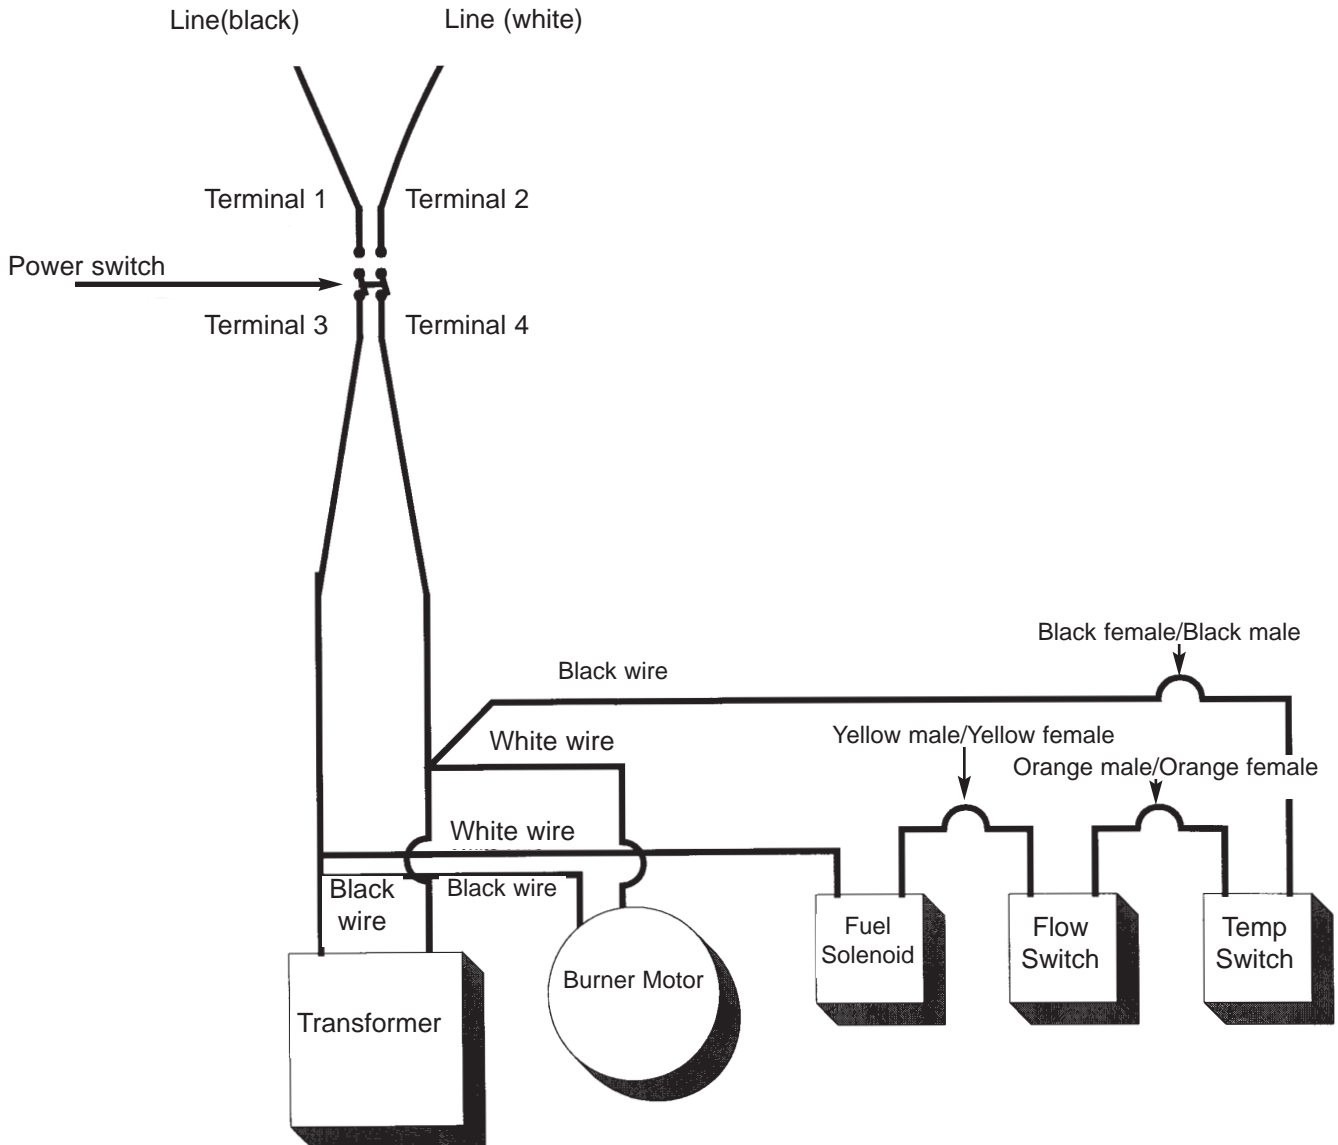 Line(black)
Line (white)
Terminal 1
Terminal 2
Power switch
Terminal 3
Terminal 4
Black female/Black male
Black wire
Yellow male/Yellow female
White wire
Orange male/Orange female
White wire
Black
wire
Black wire
Fuel
Solenoid
Flow
Switch
Temp
Switch
Burner Motor
Transformer